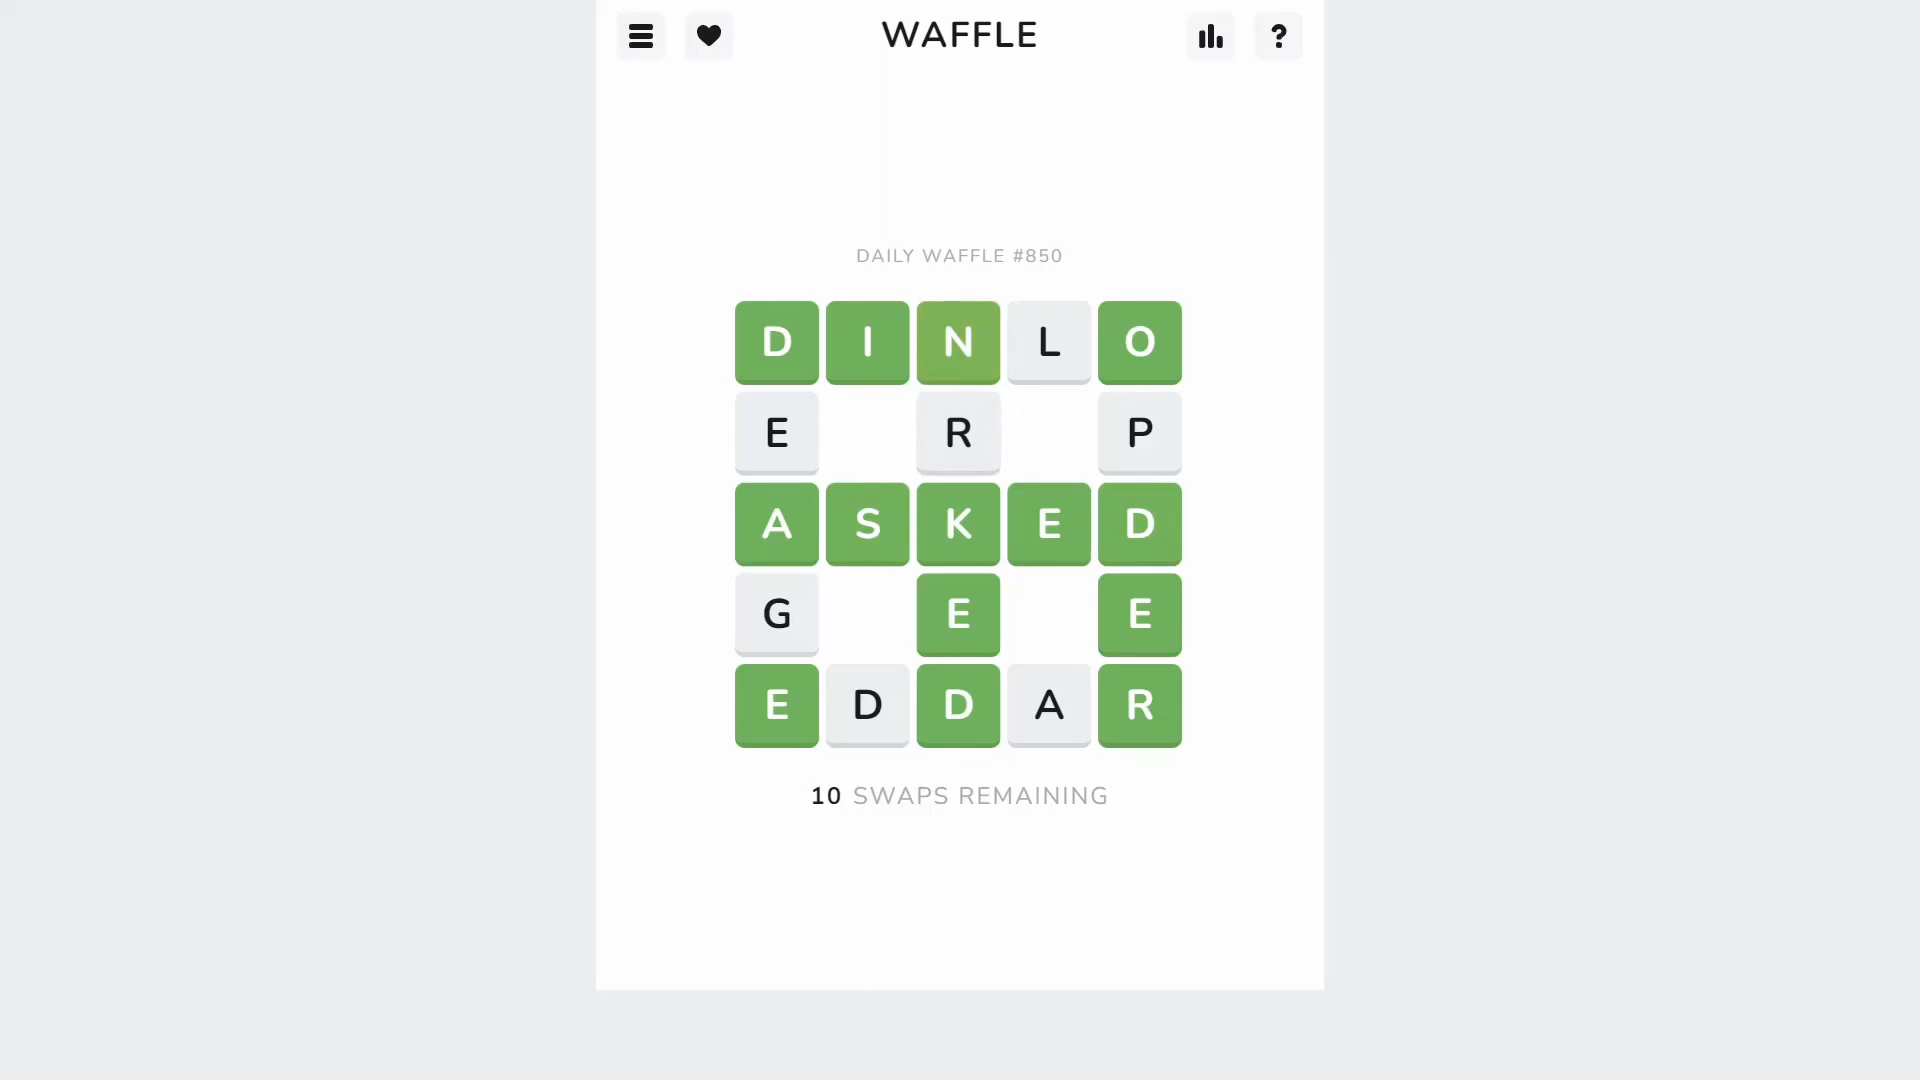 WAFFLE
?
DAILY WAFFLE #850
D I N L O
E R P
A S K E D
G E E
E D D A R
10 SWAPS REMAINING